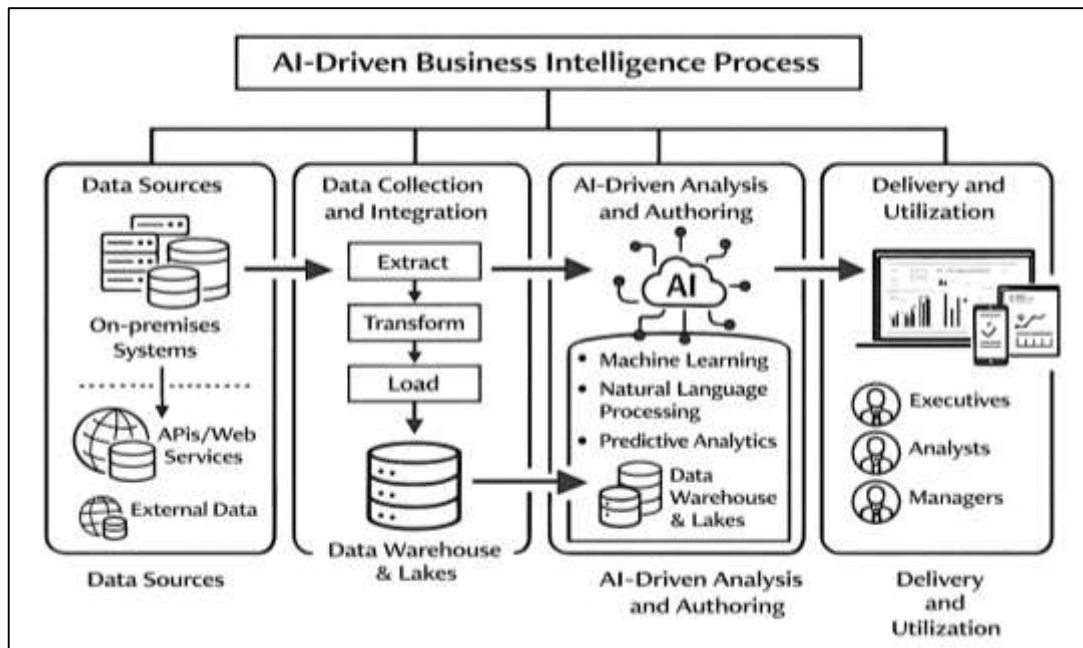 AI-Driven Business Intelligence Process
Data Sources
On-premises
Systems
APis/Web
Services
External Data
Data Sources
Data Collection
and Integration
Extract
Transform
Load
Data Warehouse
& Lakes
AI-Driven Analysis
and Authoring
AI
• Machine Learning
• Natural Language
Processing
• Predictive Analytics
Data
Warehouse
& Lakes
AI-Driven Analysis
and Authoring
Delivery and
Utilization
Executives
Analysts
Managers
Delivery
and
Utilization